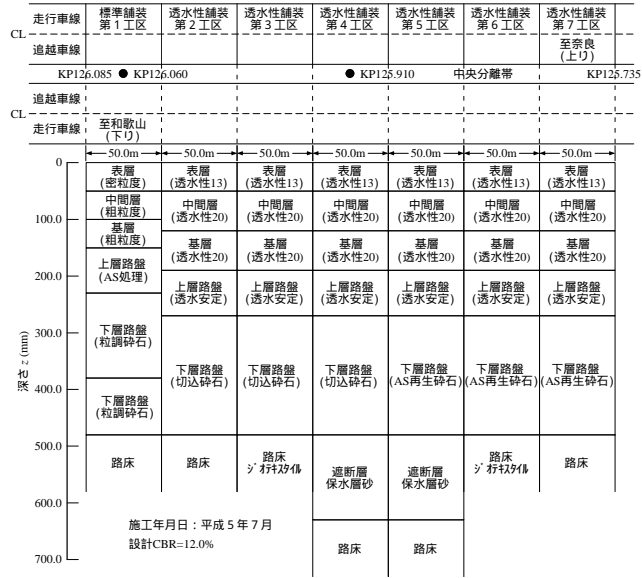 走行車線 標準舗装 透水性舗装 透水性舗装 透水性舗装 透水性舗装 透水性舗装 透水性舗装
第1工区 第2工区 第3工区 第4工区 第5工区 第6工区 第7工区
CL
追越車線 至奈良
(上り)
KP126.085 ● KP126.060 ● KP125.910 中央分離帯 KP125.735
追越車線
CL
走行車線 至和歌山
(下り)
50.0m 50.0m 50.0m 50.0m 50.0m 50.0m 50.0m
0 表層 表層 表層 表層 表層 表層 表層
(密粒度) (透水性13) (透水性13) (透水性13) (透水性13) (透水性13) (透水性13)
中間層 中間層 中間層 中間層 中間層 中間層 中間層
(粗粒度) (透水性20) (透水性20) (透水性20) (透水性20) (透水性20) (透水性20)
100.0
基層 基層 基層 基層 基層 基層 基層
(粗粒度) (透水性20) (透水性20) (透水性20) (透水性20) (透水性20) (透水性20)
上層路盤 上層路盤 上層路盤 上層路盤 上層路盤 上層路盤 上層路盤
(AS処理) (透水安定) (透水安定) (透水安定) (透水安定) (透水安定) (透水安定)
200.0
300.0
下層路盤 下層路盤 下層路盤 下層路盤 下層路盤 下層路盤 下層路盤
(粒調砕石) (切込砕石) (切込砕石) (切込砕石) (AS再生砕石) (AS再生砕石) (AS再生砕石)
深さ z (mm)
400.0
下層路盤
(粒調砕石)
500.0
路床 路床 路床 遮断層 遮断層 路床 路床
ジオテキスタイル 保水層砂 保水層砂 ジオテキスタイル
600.0
施工年月日：平成5年7月
設計CBR=12.0%
路床 路床
700.0